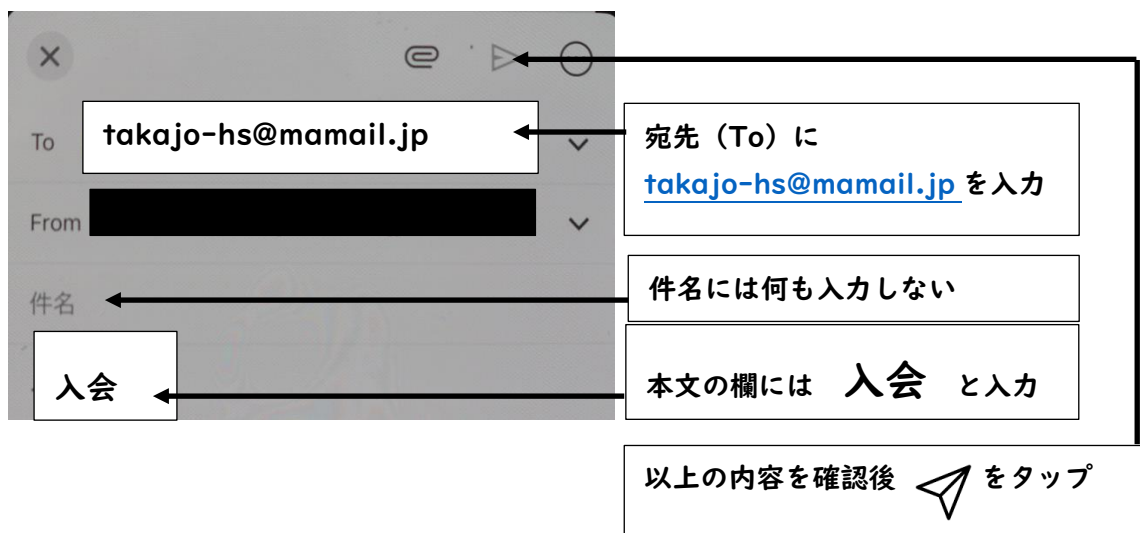 To takajo-hs@mamail.jp
From
件名
入会
宛先（To）に
takajo-hs@mamail.jp を入力
件名には何も入力しない
本文の欄には 入会 と入力
以上の内容を確認後 をタップ